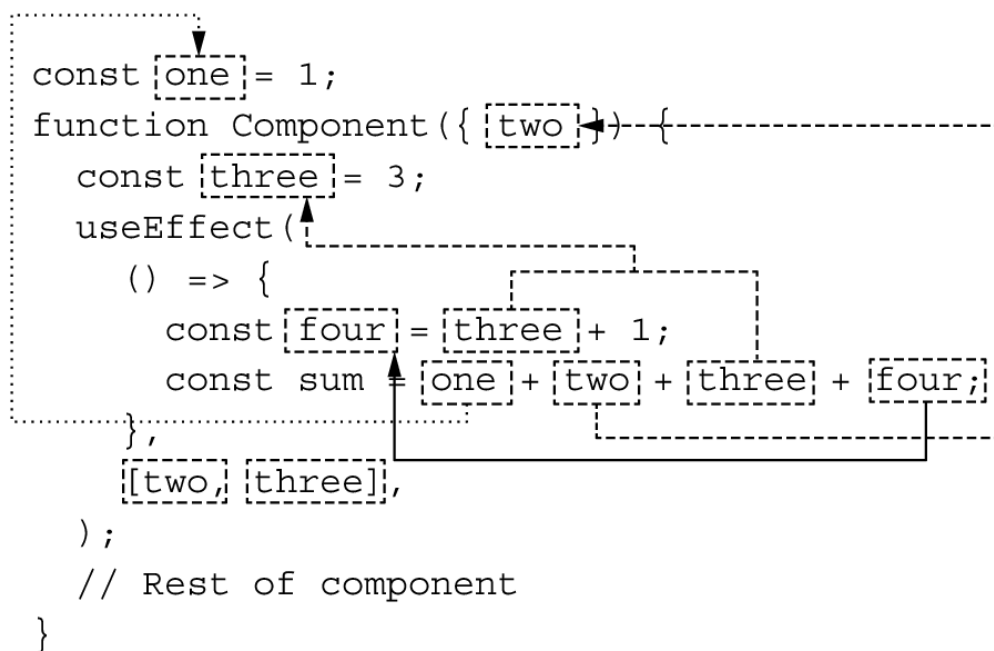 const one = 1;
function Component({ two }) {
const three = 3;
useEffect(
() => {
const four = three + 1;
const sum = one + two + three + four;
},
[two, three],
);
// Rest of component
}